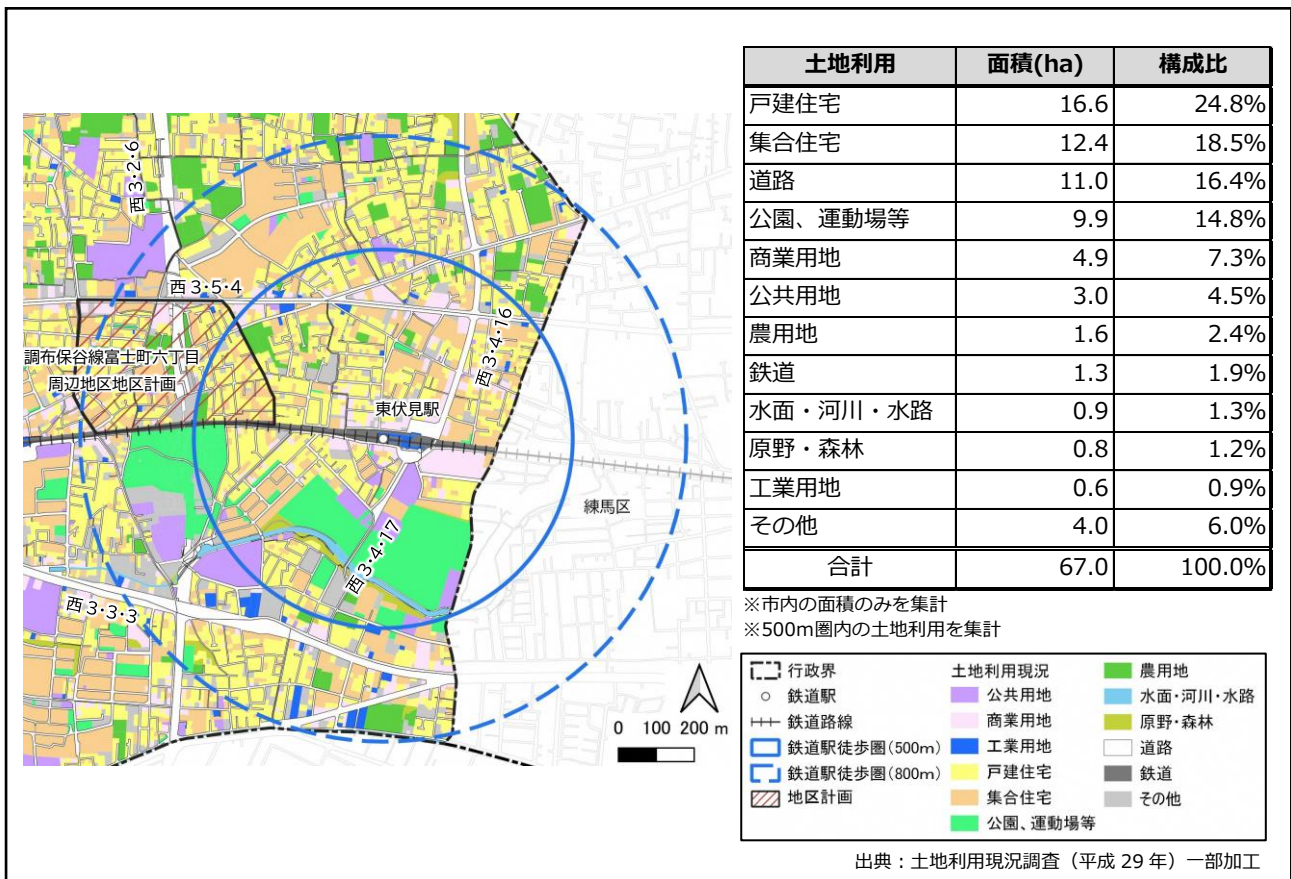 西3・2・6
西3・5・4
西3・4・16
調布保谷線富士町六丁目
周辺地区地区計画
東伏見駅
練馬区
西3・4・17
西3・3・3
0 100 200 m
土地利用 面積(ha) 構成比
戸建住宅 16.6 24.8%
集合住宅 12.4 18.5%
道路 11.0 16.4%
公園、運動場等 9.9 14.8%
商業用地 4.9 7.3%
公共用地 3.0 4.5%
農用地 1.6 2.4%
鉄道 1.3 1.9%
水面・河川・水路 0.9 1.3%
原野・森林 0.8 1.2%
工業用地 0.6 0.9%
その他 4.0 6.0%
合計 67.0 100.0%
※市内の面積のみを集計
※500m圏内の土地利用を集計
行政界
鉄道駅
鉄道路線
鉄道駅徒歩圏(500m)
鉄道駅徒歩圏(800m)
地区計画
土地利用現況
公共用地
商業用地
工業用地
戸建住宅
集合住宅
公園、運動場等
農用地
水面・河川・水路
原野・森林
道路
鉄道
その他
出典:土地利用現況調査(平成 29 年)一部加工